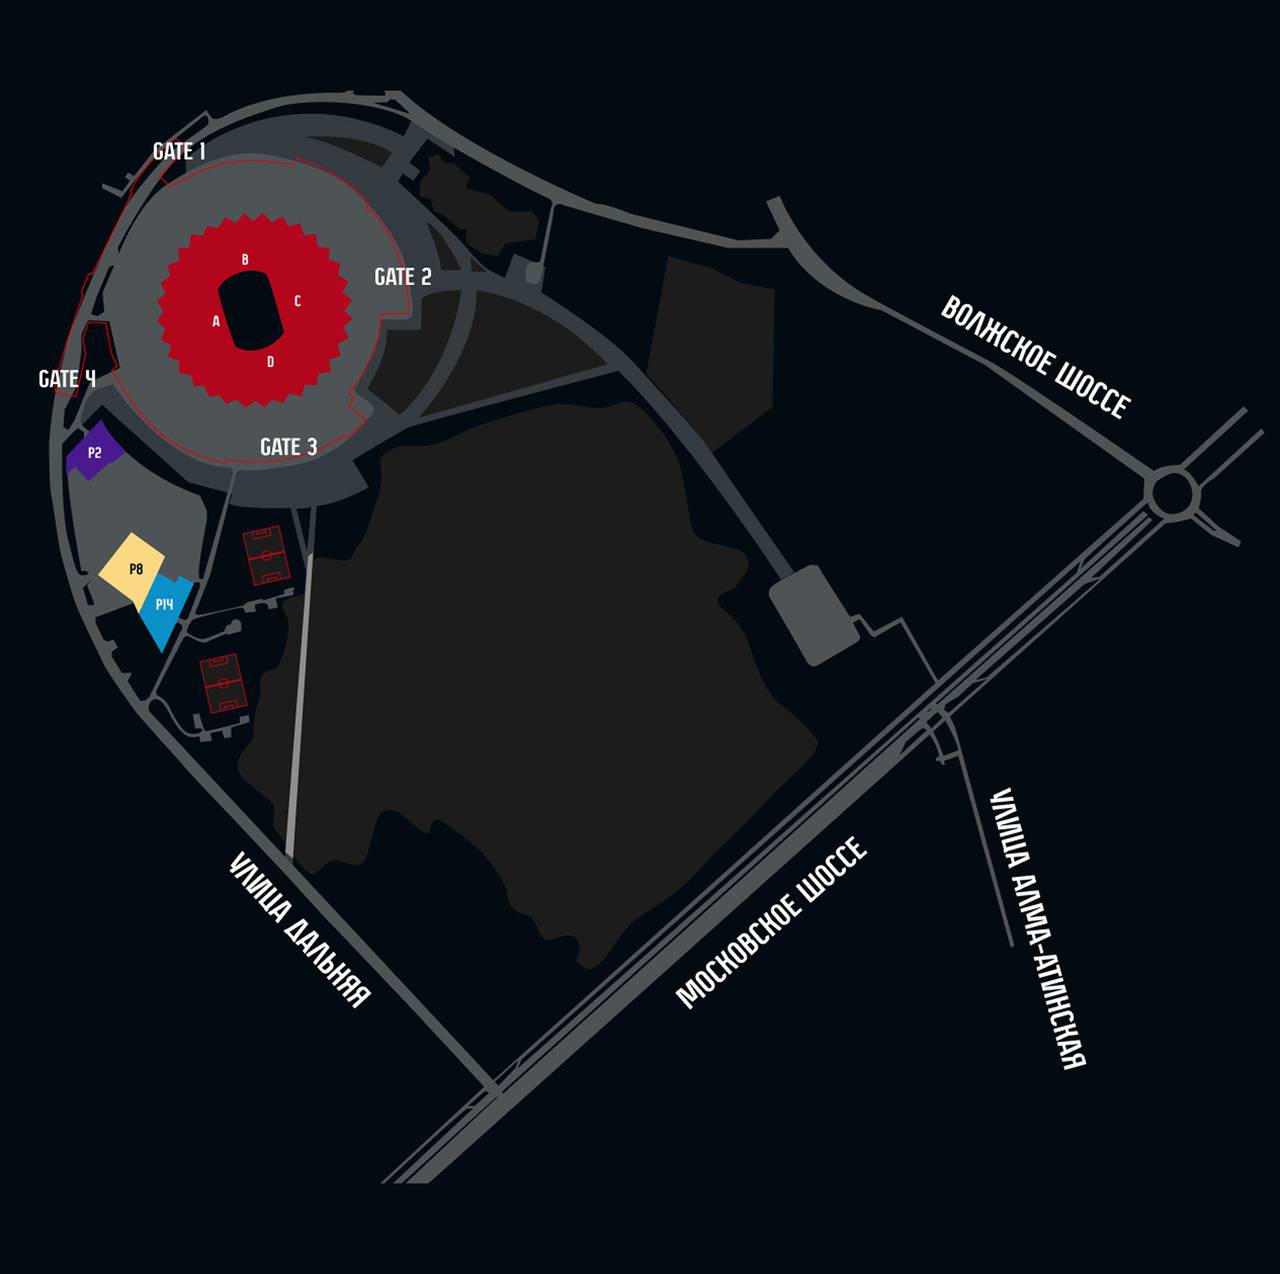 GATE 1
B
GATE 2
C
A
D
GATE 4
GATE 3
P2
P8
P14
ВОЛЖСКОЕ ШОССЕ
УЛИЦА ДАЛЬНЯЯ
МОСКОВСКОЕ ШОССЕ
УЛИЦА АЛМА-АТИНСКАЯ